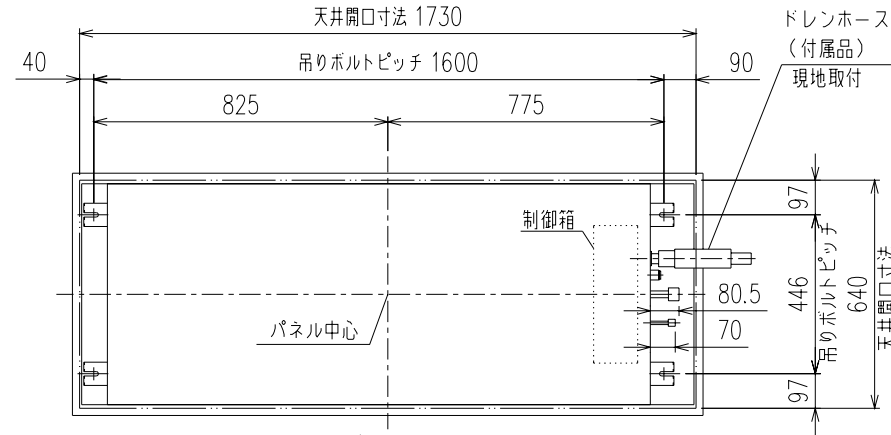 天井開口寸法 1730
ドレンホース
(付属品)
現地取付
40
吊りボルトピッチ 1600
90
825
775
97
制御箱
80.5
446
吊りボルトピッチ
640
天井開口寸法
パネル中心
70
97